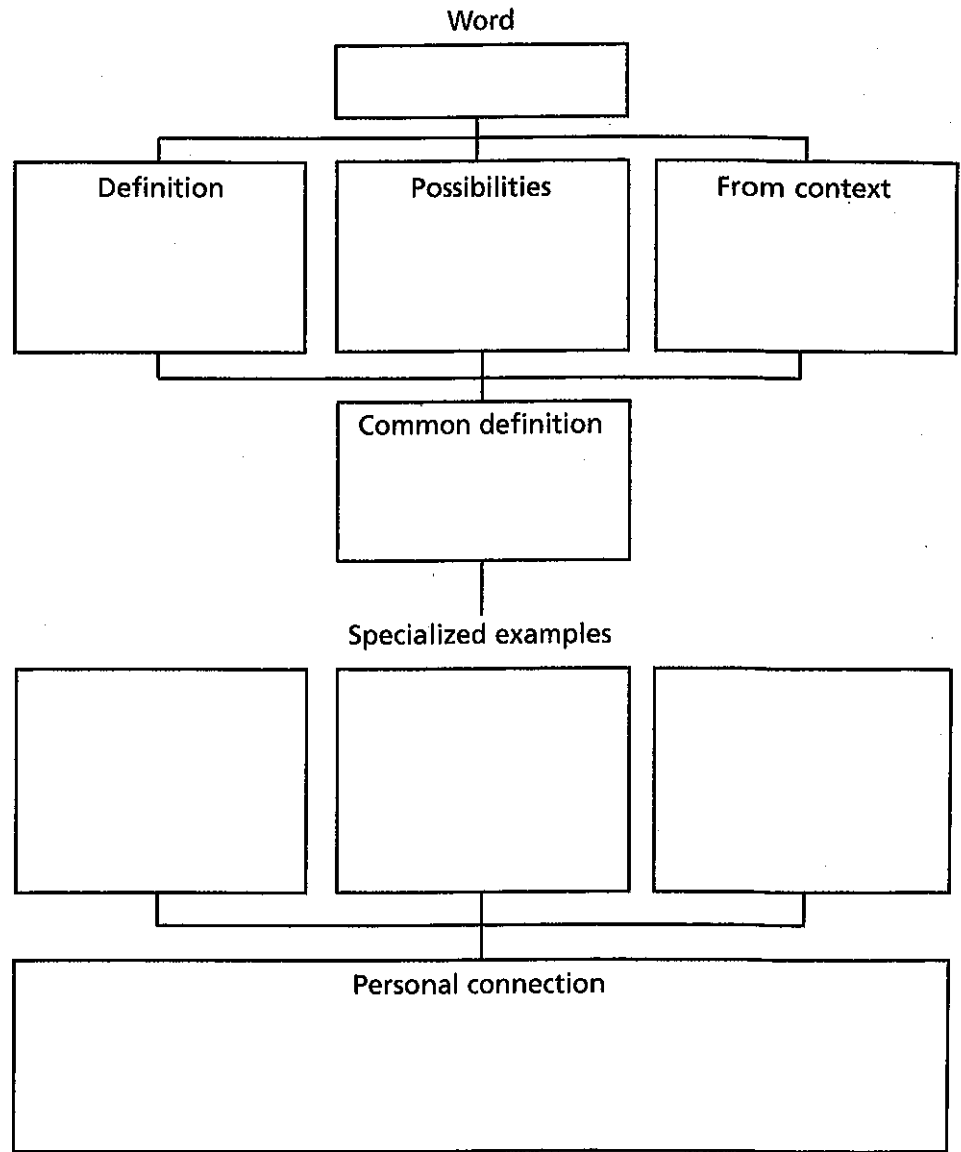 Word
Definition
Possibilities
From context
Common definition
Specialized examples
Personal connection